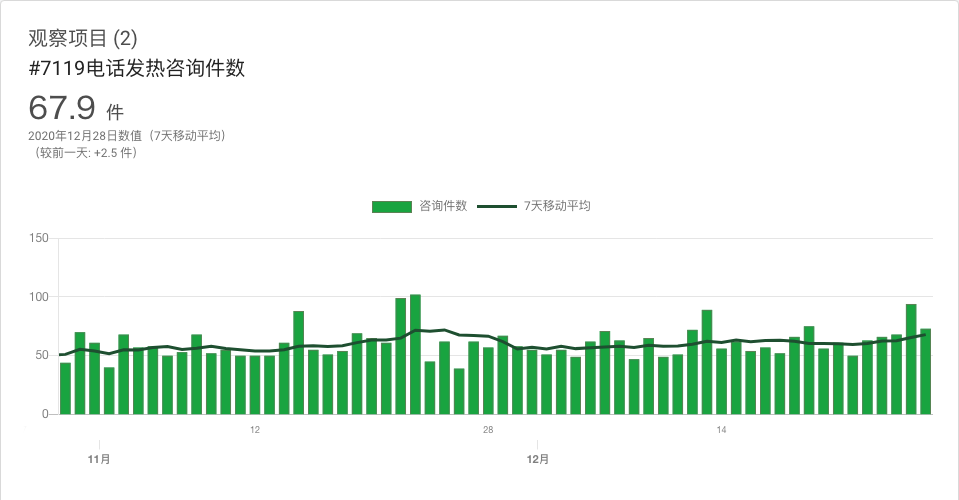 观察项目 (2)
#7119电话发热咨询件数
67.9 件
2020年12月28日数值（7天移动平均）
（较前一天: +2.5 件）
咨询件数 7天移动平均
150
100
50
0
12 28 14
11月 12月